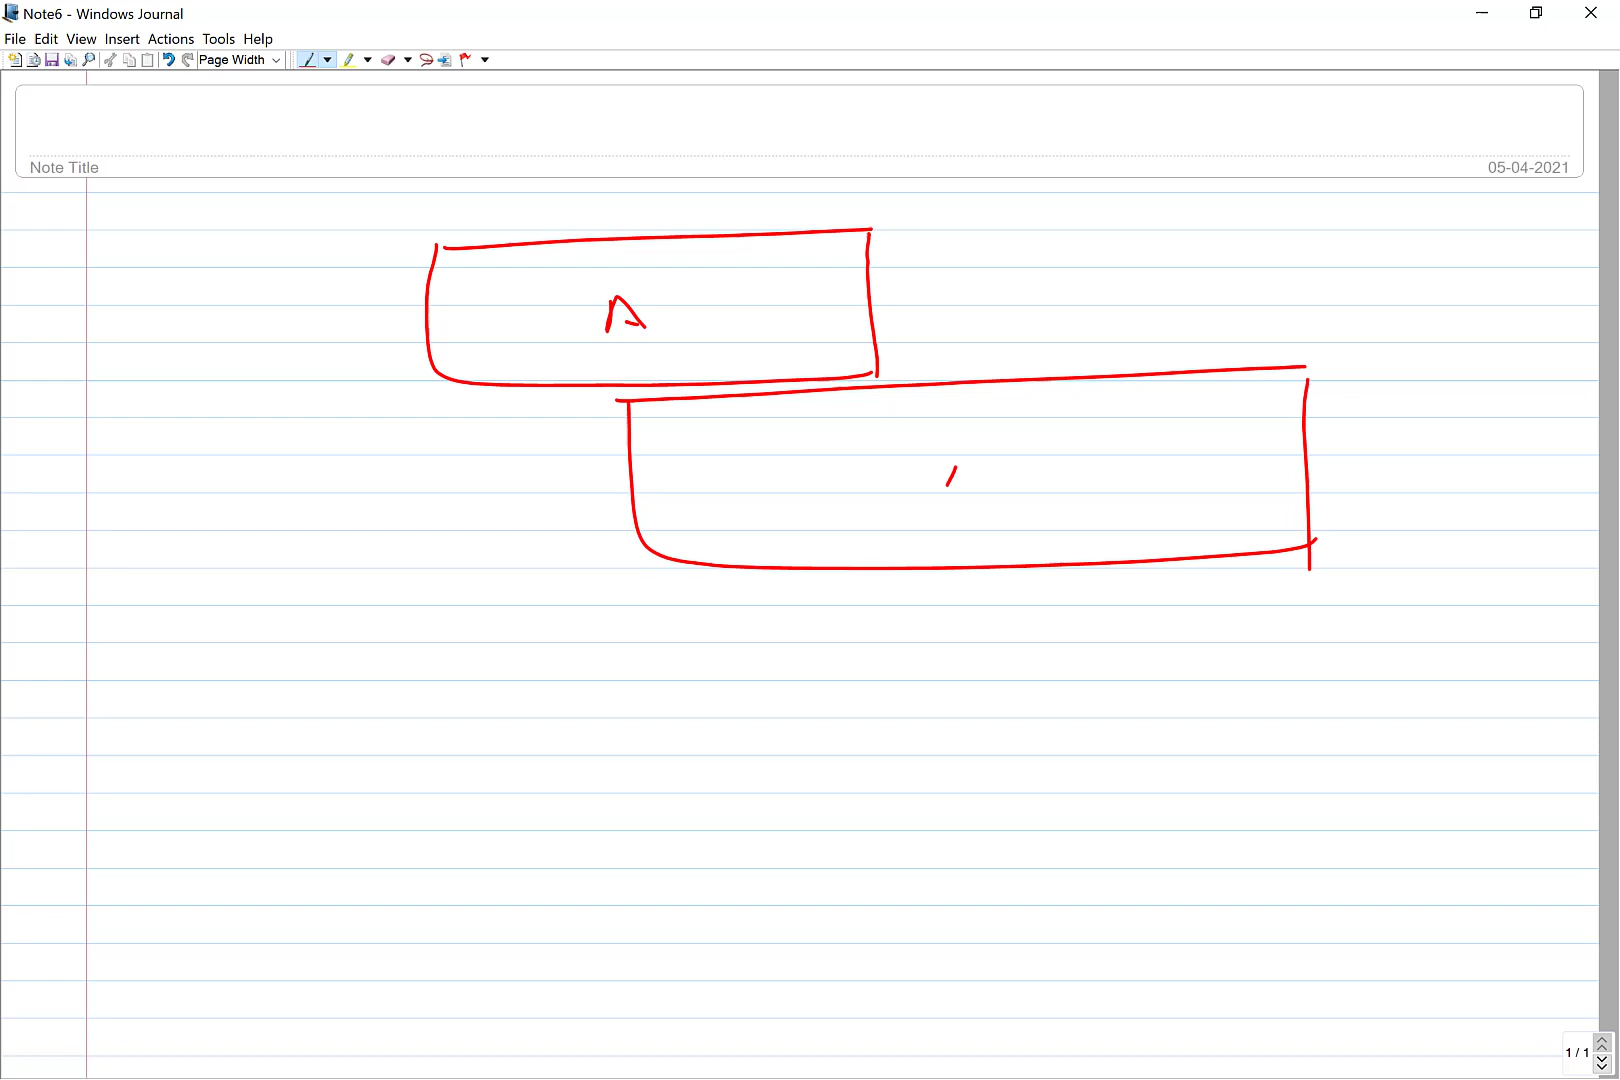 Note6 - Windows Journal
File Edit View Insert Actions Tools Help
Page Width
Note Title
05-04-2021
A
1 / 1